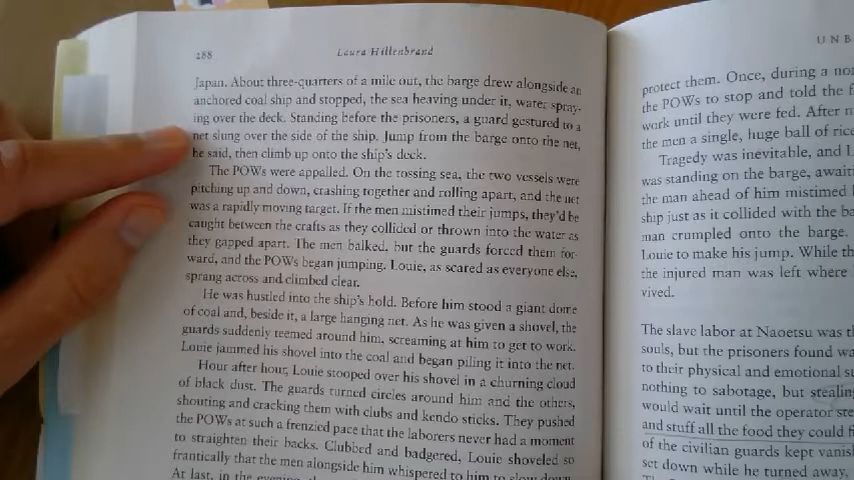 288
Laura Hillenbrand
Japan. About three-quarters of a mile out, the barge drew alongside an
anchored coal ship and stopped, the sea heaving under it, water spray-
ing over the deck. Standing before the prisoners, a guard gestured to a
net slung over the side of the ship. Jump from the barge onto the net,
he said, then climb up onto the ship's deck.
The POWs were appalled. On the tossing sea, the two vessels were
pitching up and down, crashing together and rolling apart, and the net
was a rapidly moving target. If the men mistimed their jumps, they'd be
caught between the crafts as they collided or thrown into the water as
they gapped apart. The men balked, but the guards forced them for-
ward, and the POWs began jumping. Louie, as scared as everyone else,
sprang across and climbed clear.
He was hustled into the ship's hold. Before him stood a giant dome
of coal and, beside it, a large hanging net. As he was given a shovel, the
guards suddenly teemed around him, screaming at him to get to work.
Louie jammed his shovel into the coal and began piling it into the net.
Hour after hour, Louie stooped over his shovel in a churning cloud
of black dust. The guards turned circles around him and the others,
shouting and cracking them with clubs and kendo sticks. They pushed
the POWs at such a frenzied pace that the laborers never had a moment
to straighten their backs. Clubbed and badgered, Louie shoveled so
frantically that the men alongside him whispered to him to slow down.
At last, in the evening,
UNB
protect them. Once, during a
the POWs to stop and told the
work until they were fed. After
the men a single, huge ball of rice
Tragedy was inevitable, and
was standing on the barge,
the man ahead of him mistimed
ship just as it collided with the
man crumpled onto the barge.
Louie to make his jump. While
the injured man was left where
vived.
The slave labor at Naoetsu was
souls, but the prisoners found
to their physical and emotional
nothing to sabotage, but stealing
would wait until the operator
and stuff all the food they could
of the civilian guards kept
set down while he turned away.